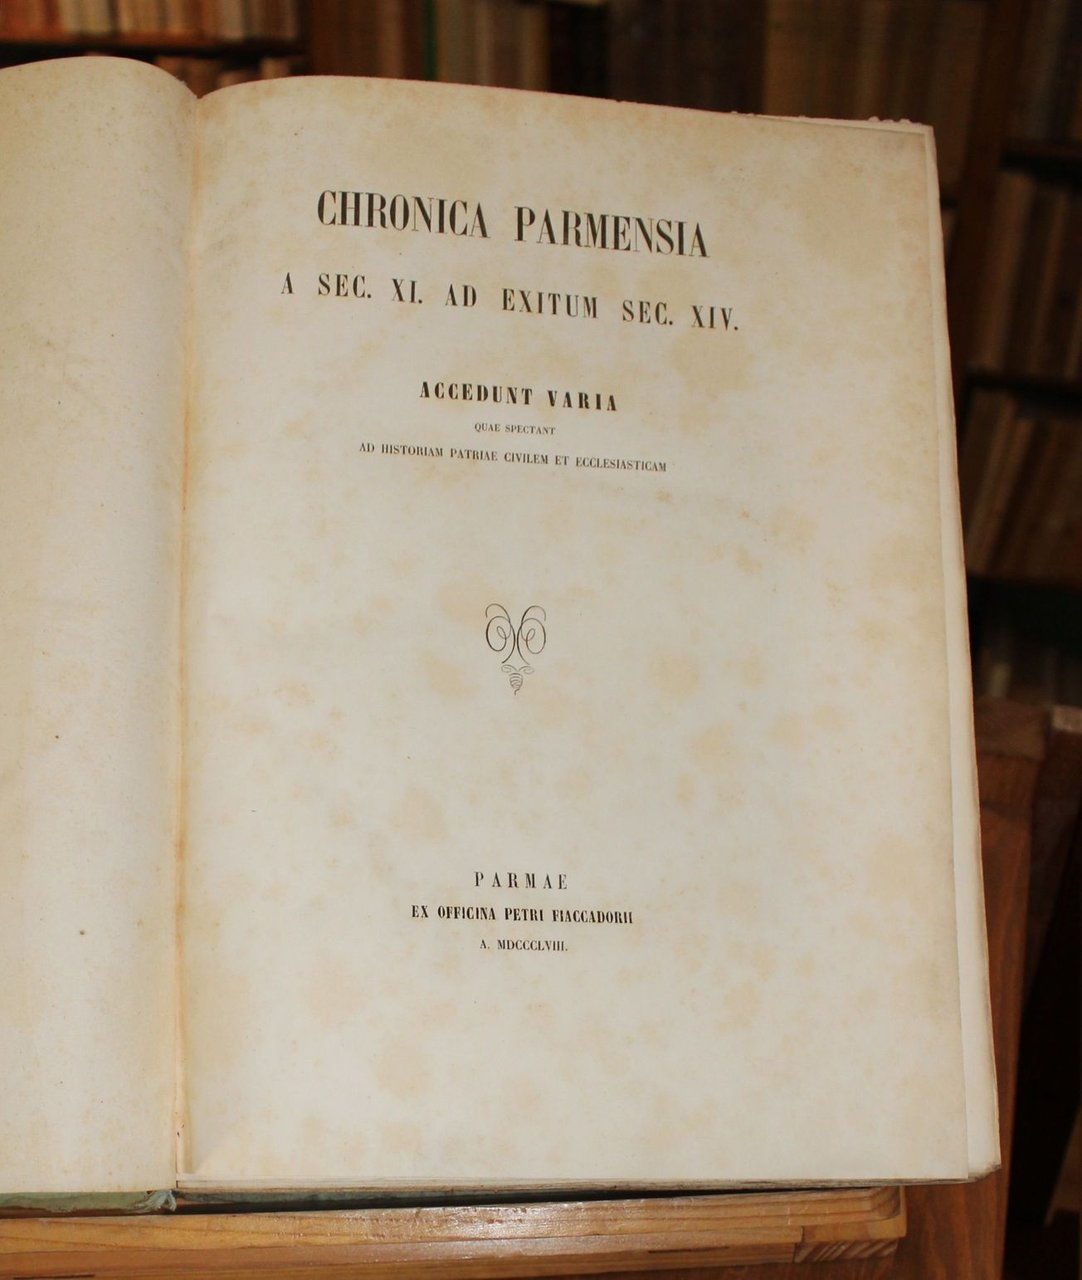 CHRONICA PARMENSIA
A SEC. XI. AD EXITUM SEC. XIV.
ACCEDUNT VARIA
QUAE SPECTANT
AD HISTORIAM PATRIAE CIVILEM ET ECCLESIASTICAM
PARMAE
EX OFFICINA PETRI FIACCADORII
A. MDCCCLVIII.